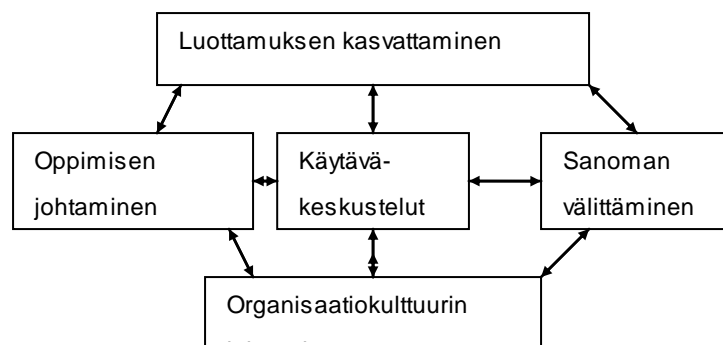 Luottamuksen kasvattaminen
Oppimisen
johtaminen
Käytävä-
keskustelut
Sanoman
välittäminen
Organisaatiokulttuurin